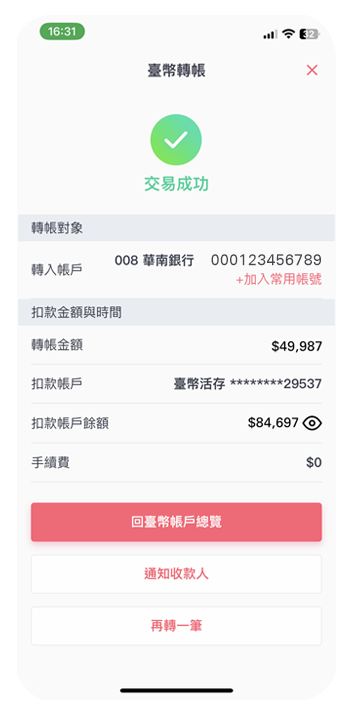 16:31
32
臺幣轉帳
交易成功
轉帳對象
轉入帳戶 008 華南銀行 000123456789
+加入常用帳號
扣款金額與時間
轉帳金額 $49,987
扣款帳戶 臺幣活存 ********29537
扣款帳戶餘額 $84,697
手續費 $0
回臺幣帳戶總覽
通知收款人
再轉一筆